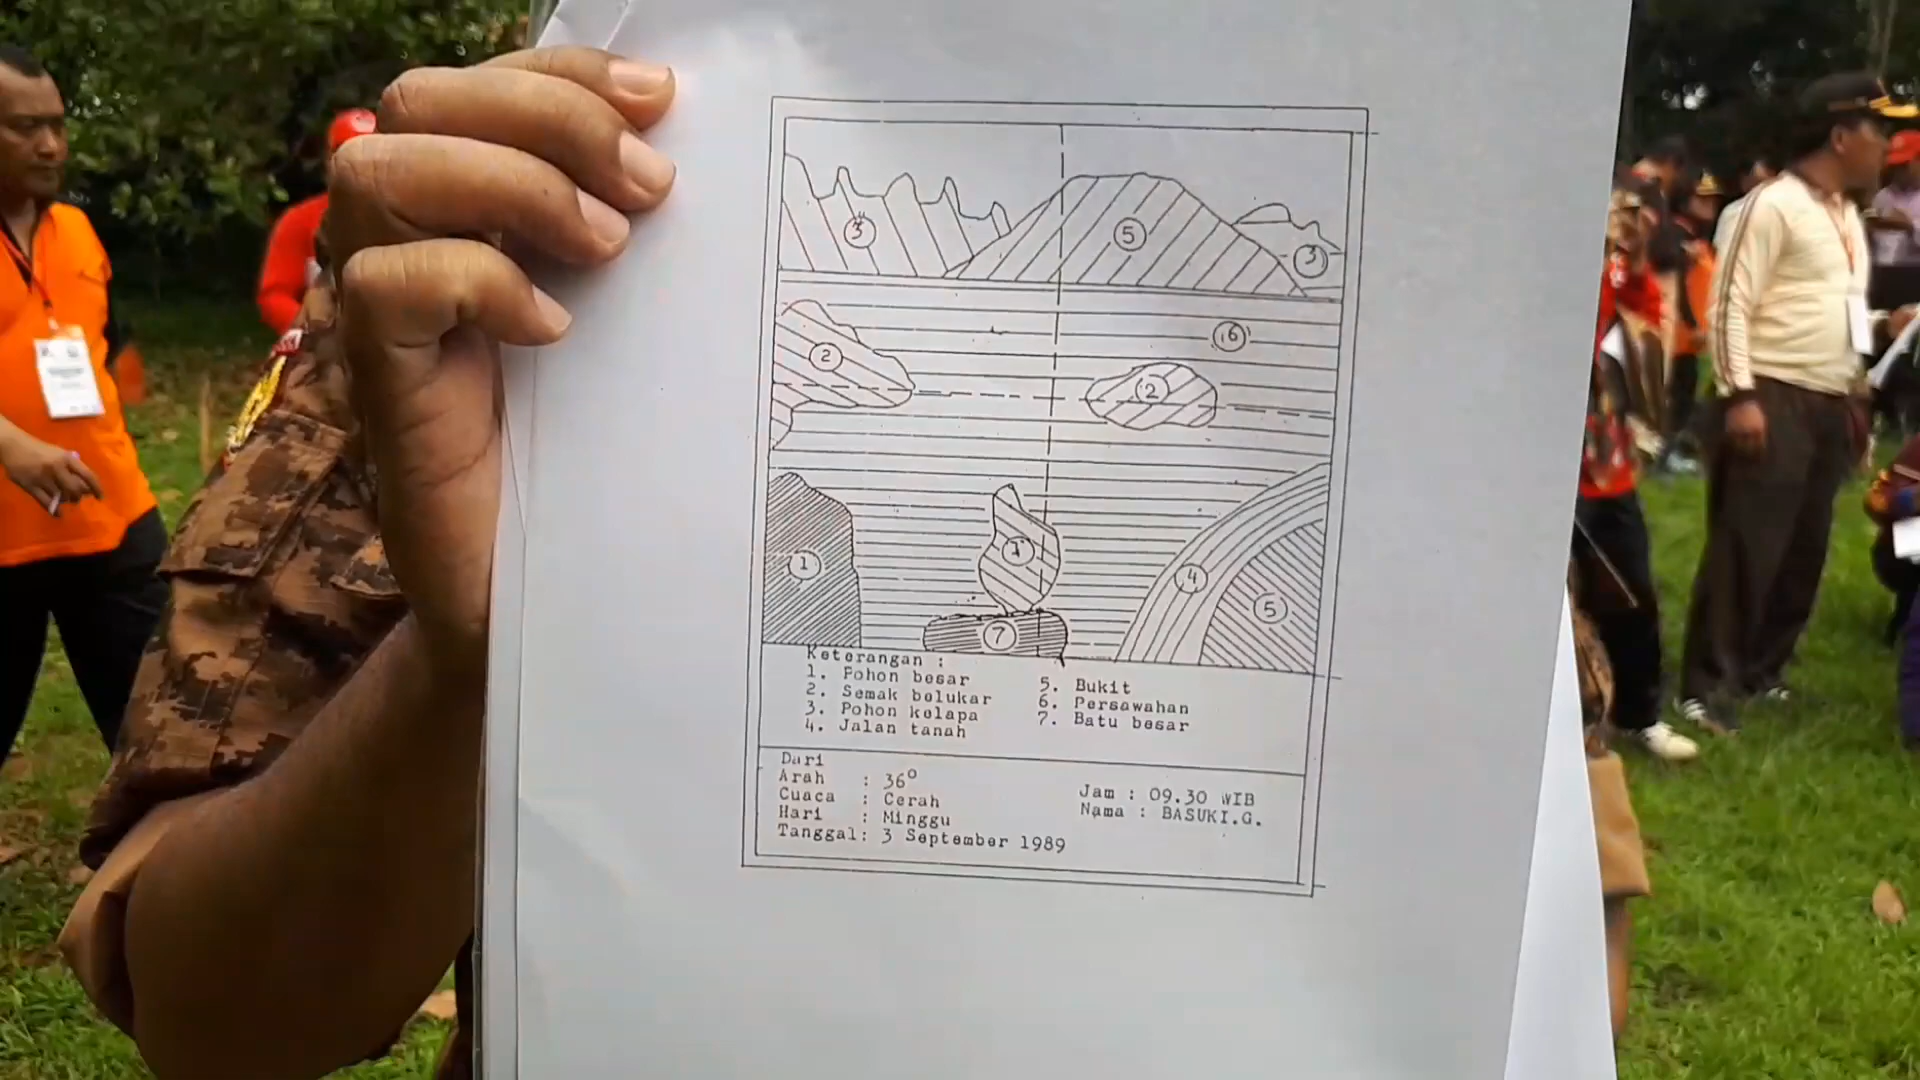 3
5
3
6
2
2
1
4
5
7
Keterangan :
1. Pohon besar
2. Semak belukar
3. Pohon kelapa
4. Jalan tanah
5. Bukit
6. Persawahan
7. Batu besar
Dari
Arah : 36°
Cuaca : Cerah
Hari : Minggu
Tanggal: 3 September 1989
Jam : 09.30 WIB
Nama : BASUKI.G.